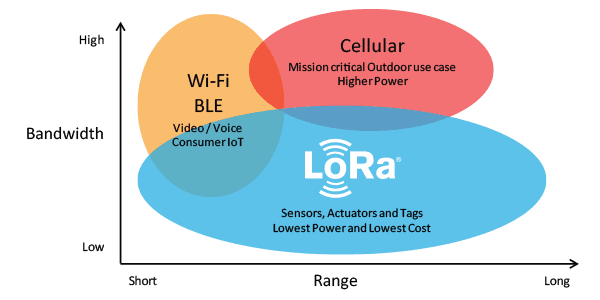 High
Cellular
Mission critical Outdoor use case
Higher Power
Wi-Fi
BLE
Video / Voice
Consumer IoT
Bandwidth
LoRa®
Sensors, Actuators and Tags
Lowest Power and Lowest Cost
Low
Short
Range
Long